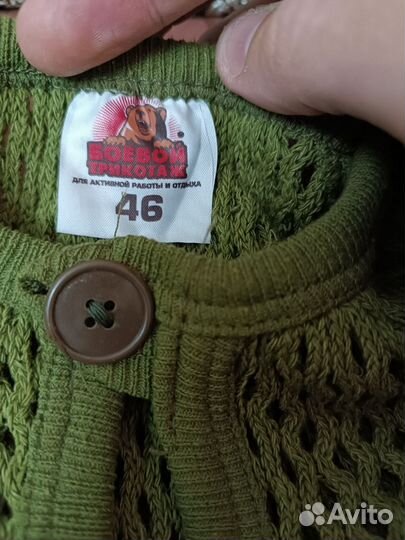 БОЕВОЙ
ТРИКОТАЖ
ДЛЯ АКТИВНОЙ РАБОТЫ И ОТДЫХА
46
Avito